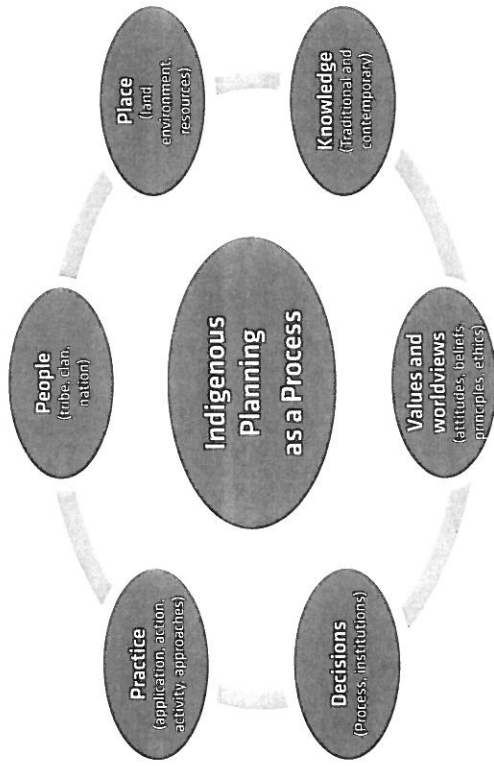 People
(tribe, clan,
nation)
Place
(land
environment,
resources)
Knowledge
(Traditional and
contemporary)
Values and
worldviews
(attitudes, beliefs,
principles, ethics)
Decisions
(Process, institutions)
Practice
(application, action,
activity, approaches)
Indigenous
Planning
as a Process